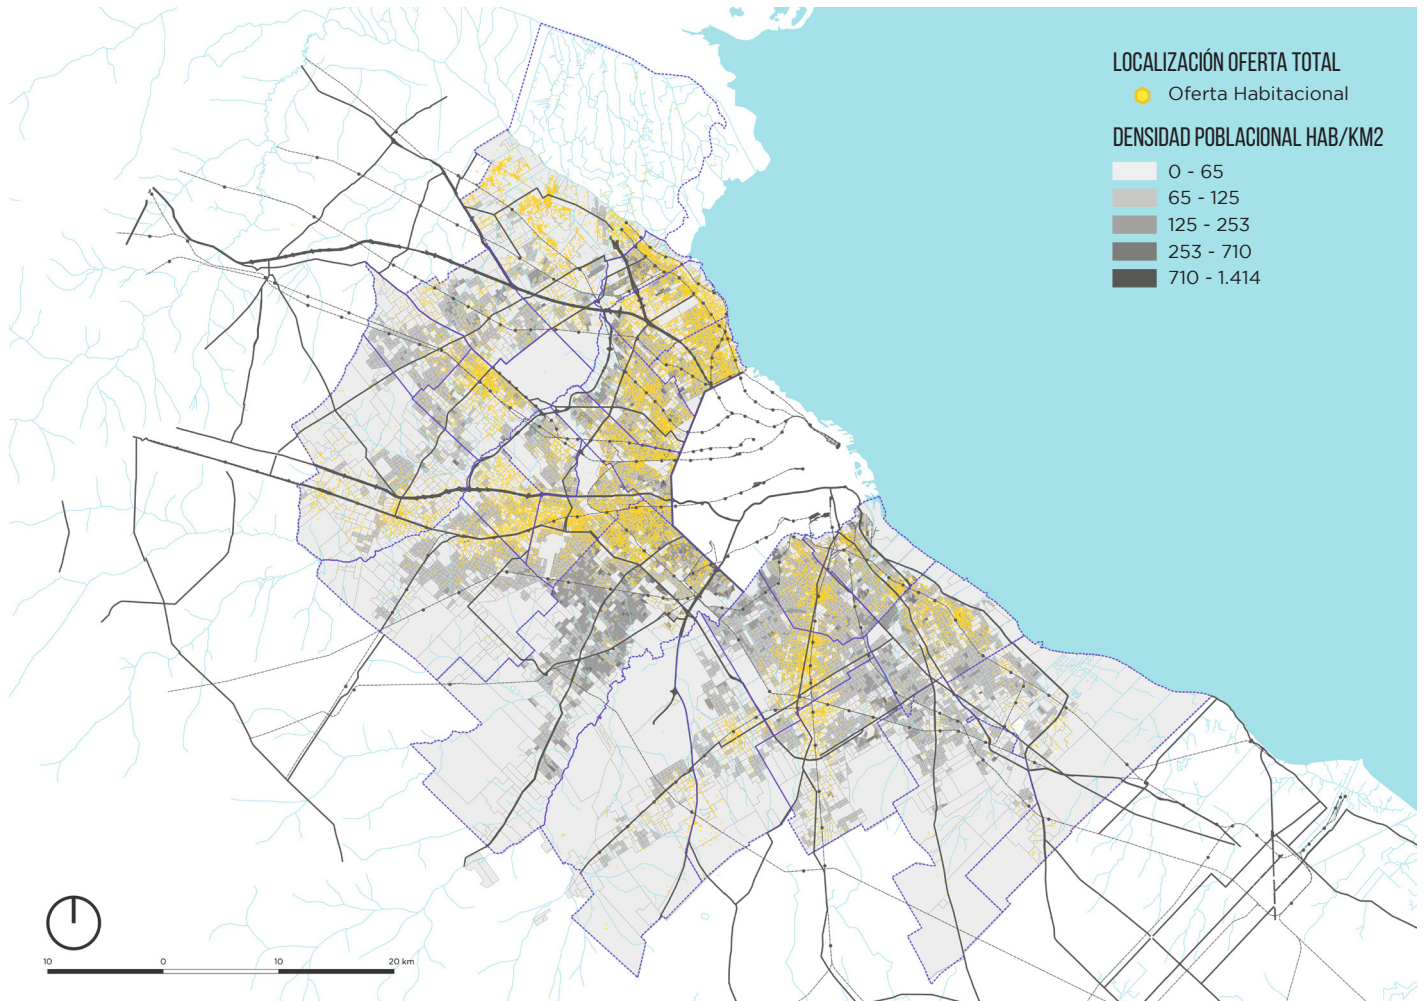 LOCALIZACIÓN OFERTA TOTAL
Oferta Habitacional
DENSIDAD POBLACIONAL HAB/KM2
0 - 65
65 - 125
125 - 253
253 - 710
710 - 1.414
10 0 10 20 km